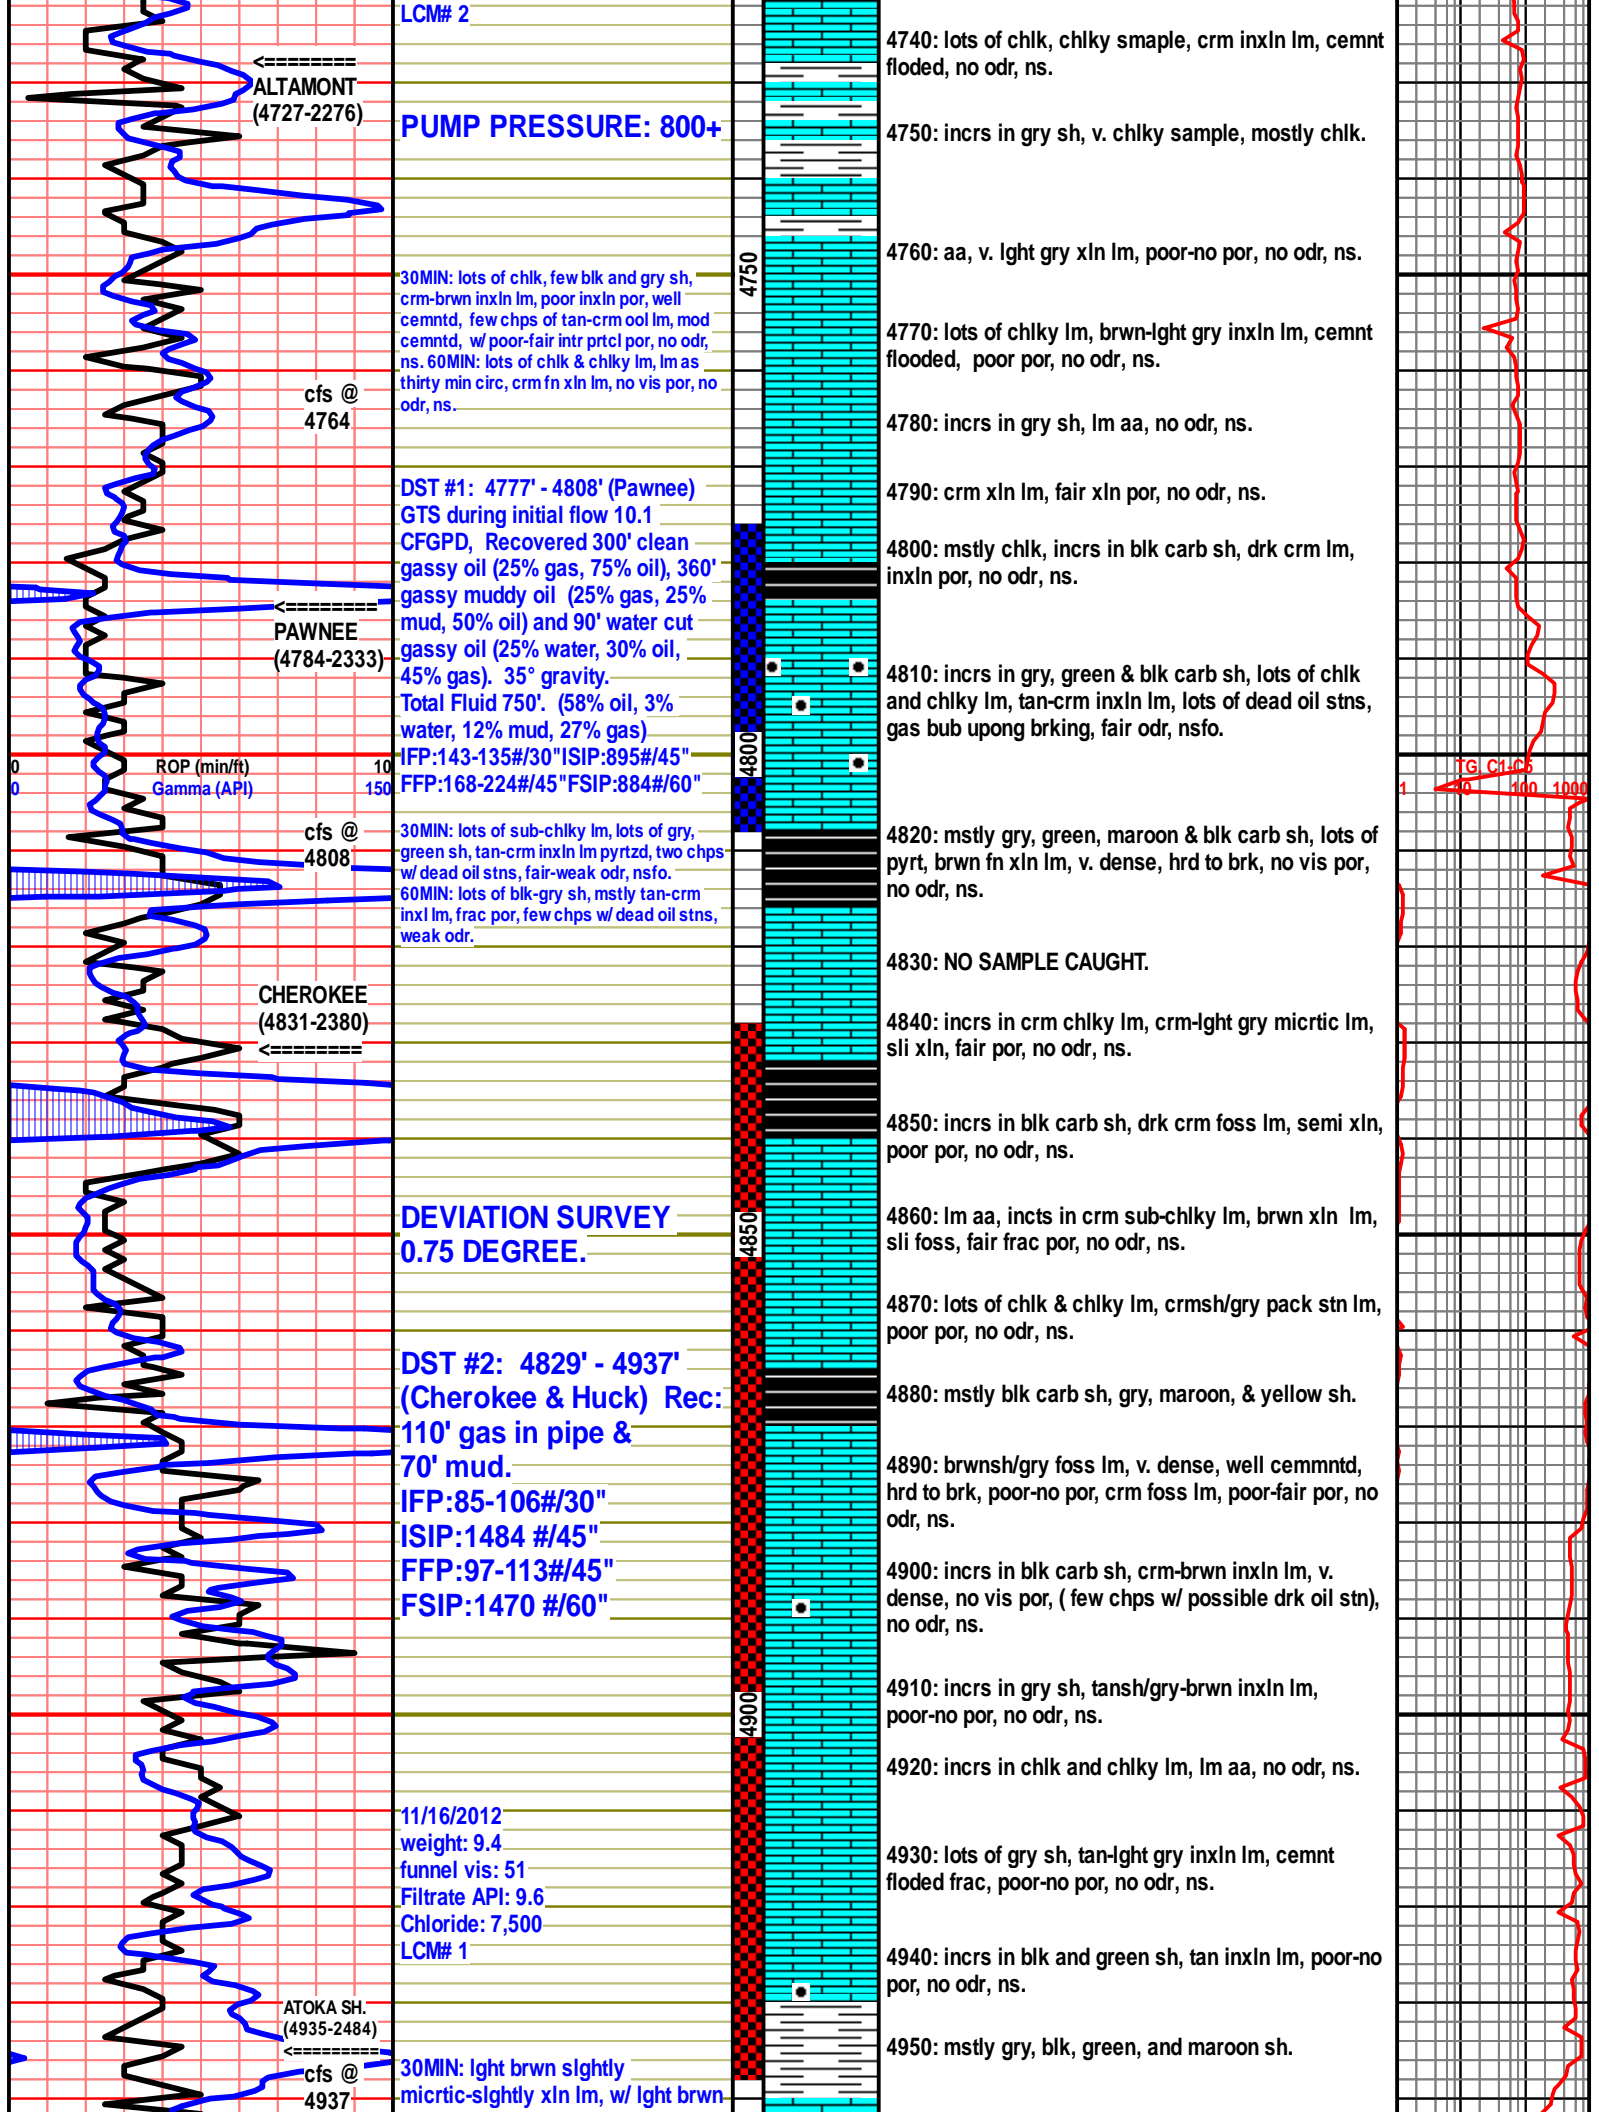 LCM# 2
<========
ALTAMONT
(4727-2276)
PUMP PRESSURE: 800+
4740: lots of chlk, chlky smaple, crm inxln lm, cemnt
floded, no odr, ns.
4750: incrs in gry sh, v. chlky sample, mostly chlk.
4750
4760: aa, v. lght gry xln lm, poor-no por, no odr, ns.
30MIN: lots of chlk, few blk and gry sh,
crm-brwn inxln lm, poor inxln por, well
cemntd, few chps of tan-crm ool lm, mod
cemntd, w/ poor-fair intr prtcl por, no odr,
ns. 60MIN: lots of chlk & chlky lm, lm as
thirty min circ, crm fn xln lm, no vis por, no
odr, ns.
4770: lots of chlky lm, brwn-lght gry inxln lm, cemnt
flooded, poor por, no odr, ns.
cfs @
4764
4780: incrs in gry sh, lm aa, no odr, ns.
4790: crm xln lm, fair xln por, no odr, ns.
DST #1: 4777' - 4808' (Pawnee)
GTS during initial flow 10.1
CFGPD, Recovered 300' clean
gassy oil (25% gas, 75% oil), 360'
gassy muddy oil (25% gas, 25%
mud, 50% oil) and 90' water cut
gassy oil (25% water, 30% oil,
45% gas). 35° gravity.
Total Fluid 750'. (58% oil, 3%
water, 12% mud, 27% gas)
IFP:143-135#/30"ISIP:895#/45"
FFP:168-224#/45"FSIP:884#/60"
4800: mstly chlk, incrs in blk carb sh, drk crm lm,
inxln por, no odr, ns.
<========
PAWNEE
(4784-2333)
4810: incrs in gry, green & blk carb sh, lots of chlk
and chlky lm, tan-crm inxln lm, lots of dead oil stns,
gas bub upong brking, fair odr, nsfo.
4800
0 ROP (min/ft) 10
0 Gamma (API) 150
TG, C1-C5
1 10 100 1000
cfs @
4808
30MIN: lots of sub-chlky lm, lots of gry,
green sh, tan-crm inxln lm pyrtzd, two chps
w/ dead oil stns, fair-weak odr, nsfo.
60MIN: lots of blk-gry sh, mstly tan-crm
inxl lm, frac por, few chps w/ dead oil stns,
weak odr.
4820: mstly gry, green, maroon & blk carb sh, lots of
pyrt, brwn fn xln lm, v. dense, hrd to brk, no vis por,
no odr, ns.
4830: NO SAMPLE CAUGHT.
CHEROKEE
(4831-2380)
<========
4840: incrs in crm chlky lm, crm-lght gry micrtic lm,
sli xln, fair por, no odr, ns.
4850: incrs in blk carb sh, drk crm foss lm, semi xln,
poor por, no odr, ns.
DEVIATION SURVEY
0.75 DEGREE.
4850
4860: lm aa, incts in crm sub-chlky lm, brwn xln lm,
sli foss, fair frac por, no odr, ns.
4870: lots of chlk & chlky lm, crmsh/gry pack stn lm,
poor por, no odr, ns.
DST #2: 4829' - 4937'
(Cherokee & Huck) Rec:
110' gas in pipe &
70' mud.
IFP:85-106#/30"
ISIP:1484 #/45"
FFP:97-113#/45"
FSIP:1470 #/60"
4880: mstly blk carb sh, gry, maroon, & yellow sh.
4890: brwnsh/gry foss lm, v. dense, well cemmntd,
hrd to brk, poor-no por, crm foss lm, poor-fair por, no
odr, ns.
4900: incrs in blk carb sh, crm-brwn inxln lm, v.
dense, no vis por, ( few chps w/ possible drk oil stn),
no odr, ns.
4900
4910: incrs in gry sh, tansh/gry-brwn inxln lm,
poor-no por, no odr, ns.
4920: incrs in chlk and chlky lm, lm aa, no odr, ns.
11/16/2012
weight: 9.4
funnel vis: 51
Filtrate API: 9.6
Chloride: 7,500
LCM# 1
4930: lots of gry sh, tan-lght gry inxln lm, cemnt
floded frac, poor-no por, no odr, ns.
4940: incrs in blk and green sh, tan inxln lm, poor-no
por, no odr, ns.
ATOKA SH.
(4935-2484)
<=========
cfs @
4937
4950: mstly gry, blk, green, and maroon sh.
30MIN: lght brwn slghtly
micrtic-slghtly xln lm, w/ lght brwn